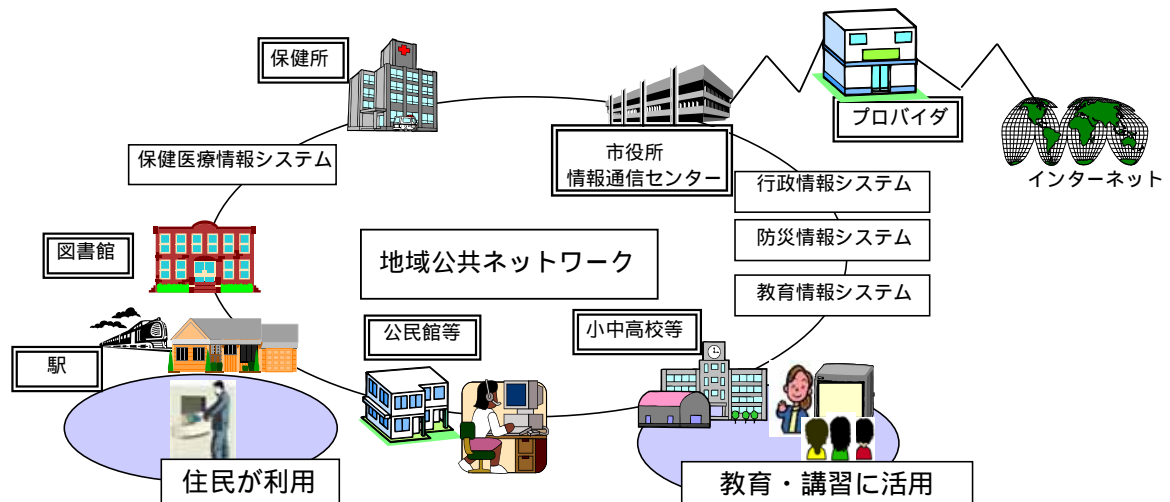 保健所
プロバイダ
市役所
情報通信センター
インターネット
保健医療情報システム
行政情報システム
図書館
防災情報システム
地域公共ネットワーク
教育情報システム
公民館等
小中高校等
駅
住民が利用
教育・講習に活用